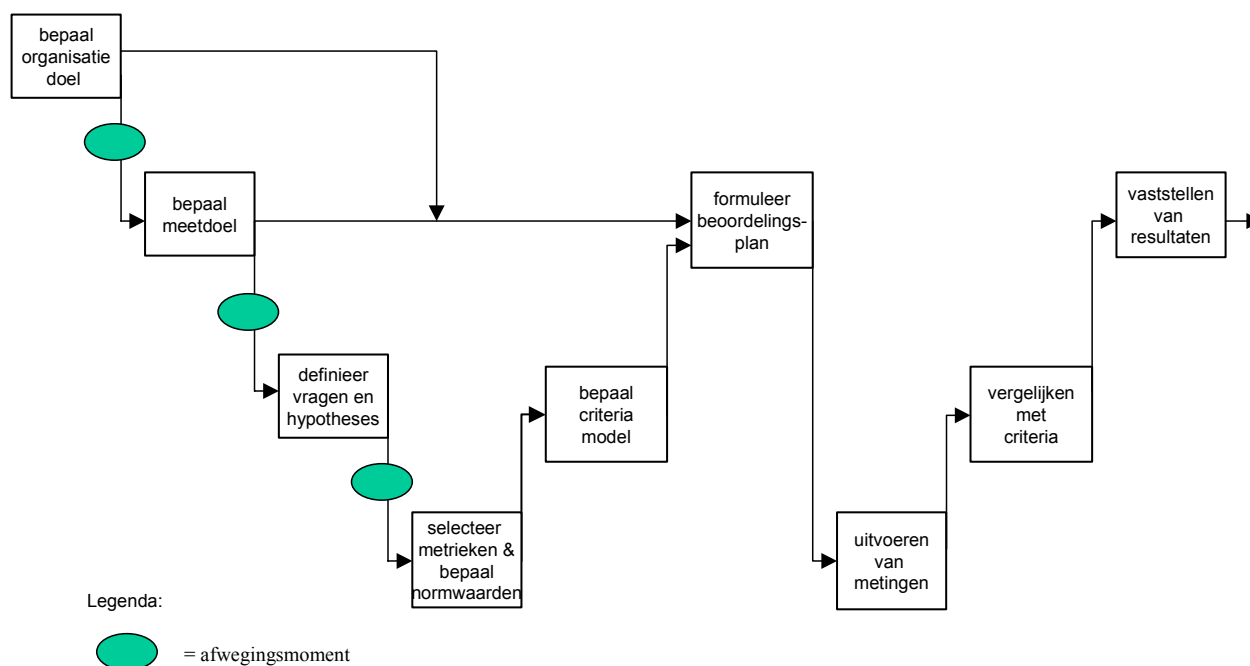 bepaal
organisatie
doel
bepaal
meetdoel
formuleer
beoordelings-
plan
vaststellen
van
resultaten
definieer
vragen en
hypotheses
bepaal
criteria
model
vergelijken
met
criteria
selecteer
metrieken &
bepaal
normwaarden
uitvoeren
van
metingen
Legenda:
= afwegingsmoment